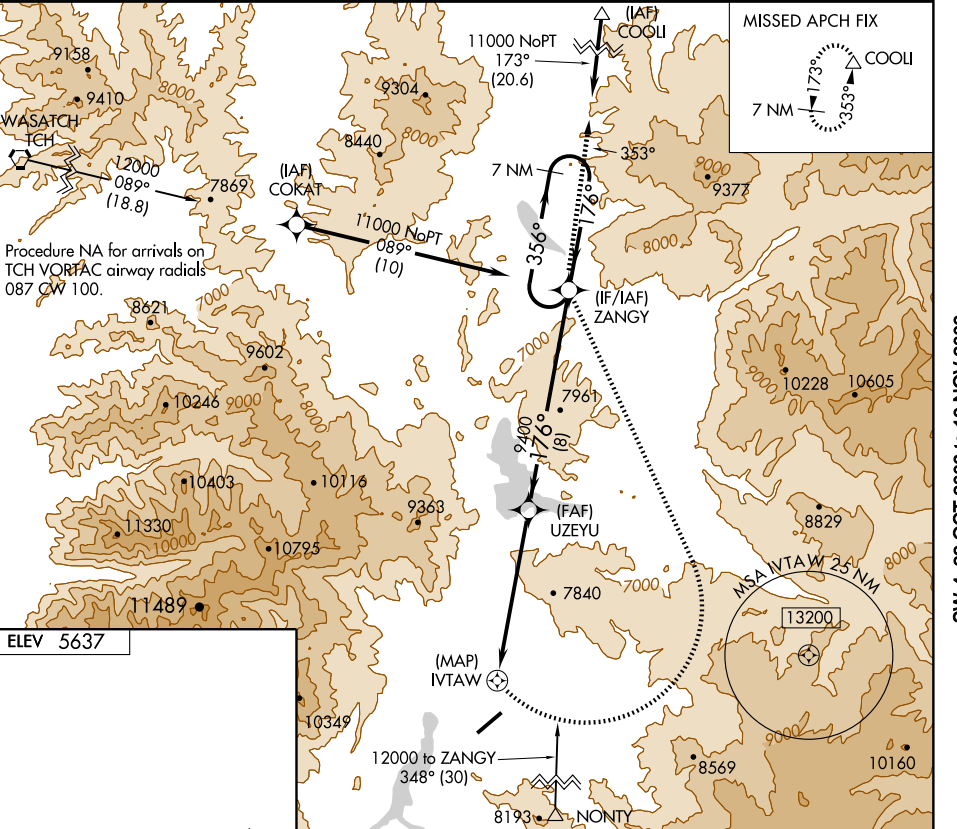 (IAF)
COOLI
11000 NoPT
173°
(20.6)
MISSED APCH FIX
COOLI
173°
353°
7 NM
9158
9410
8000
9304
8440
8000
WASATCH
TCH
12000
089°
(18.8)
7869
(IAF)
COKAT
11000 NoPT
089°
(10)
7 NM
353°
176°
356°
9000
9377
8000
(IF/IAF)
ZANGY
Procedure NA for arrivals on
TCH VORTAC airway radials
087 CW 100.
7000
8621
9602
10246
9000
8000
7000
7961
9400
176°
(8)
9000
10228
10605
10403
10116
9363
11330
10000
10795
11489
(FAF)
UZEYU
8829
8000
7840
7000
MSA IVTAW 25 NM
13200
ELEV 5637
(MAP)
IVTAW
10349
12000 to ZANGY
348° (30)
9000
8569
10160
8193
NONTY